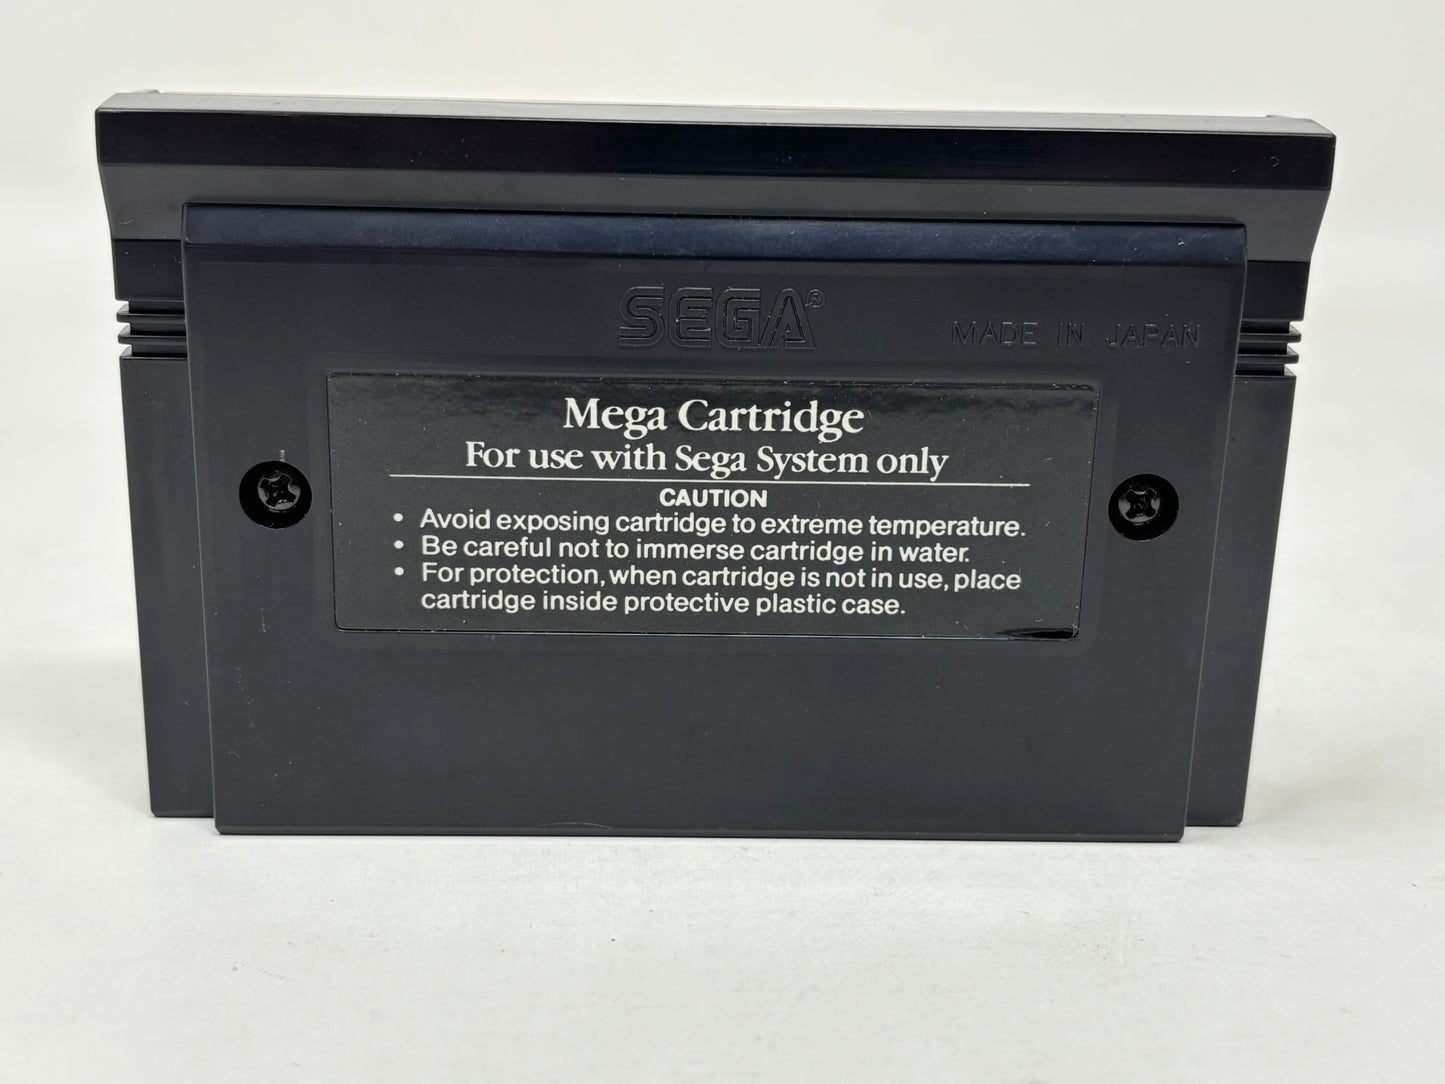 SEGA®
MADE IN JAPAN
Mega Cartridge
For use with Sega System only
CAUTION
• Avoid exposing cartridge to extreme temperature.
• Be careful not to immerse cartridge in water.
• For protection, when cartridge is not in use, place
cartridge inside protective plastic case.